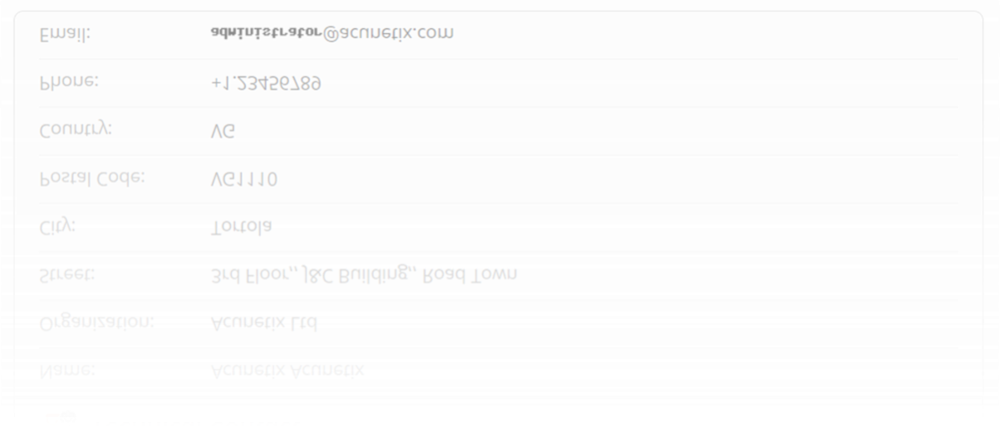 Email: administrator@acunetix.com
Phone: +1.23456789
Country: VG
Postal Code: VG1110
City: Tortola
Street: 3rd Floor,, J&C Building,, Road Town
Organization: Acunetix Ltd
Name: Acunetix Acunetix